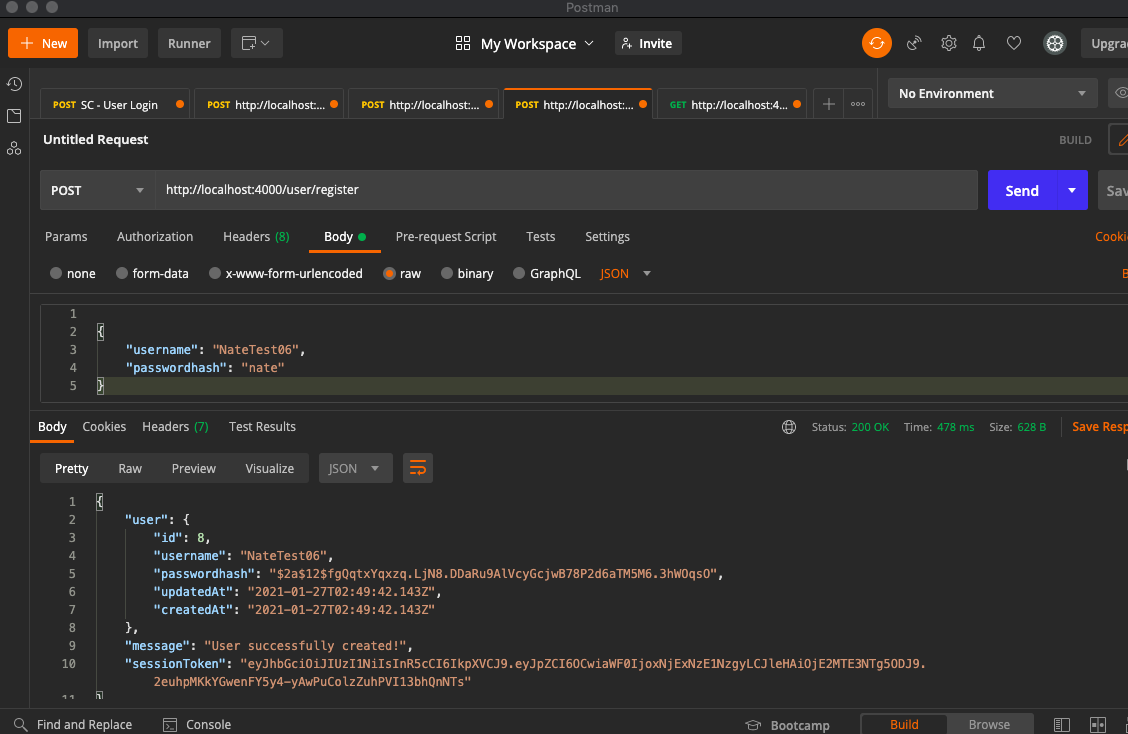 Postman
New Import Runner My Workspace Invite Upgra
POST SC - User Login POST http://localhost:... POST http://localhost:... POST http://localhost:... GET http://localhost:4... No Environment
Untitled Request BUILD
POST http://localhost:4000/user/register Send Sav
Params Authorization Headers (8) Body Pre-request Script Tests Settings Cooki
none form-data x-www-form-urlencoded raw binary GraphQL JSON B
1
2 {
3 "username": "NateTest06",
4 "passwordhash": "nate"
5 }
Body Cookies Headers (7) Test Results Status: 200 OK Time: 478 ms Size: 628 B Save Resp
Pretty Raw Preview Visualize JSON
1 {
2 "user": {
3 "id": 8,
4 "username": "NateTest06",
5 "passwordhash": "$2a$12$fgQqtxYqxzq.LjN8.DDaRu9AlVcyGcjwB78P2d6aTM5M6.3hWOqsO",
6 "updatedAt": "2021-01-27T02:49:42.143Z",
7 "createdAt": "2021-01-27T02:49:42.143Z"
8 },
9 "message": "User successfully created!",
10 "sessionToken": "eyJhbGciOiJIUzI1NiIsInR5cCI6IkpXVCJ9.eyJpZCI6OCwiaWF0IjoxNjExNzE1NzgyLCJleHAiOjE2MTE3NTg5ODJ9.
2euhpMKkYGwenFY5y4-yAwPuColzZuhPVI13bhQnNTs"
11 }
Find and Replace Console Bootcamp Build Browse